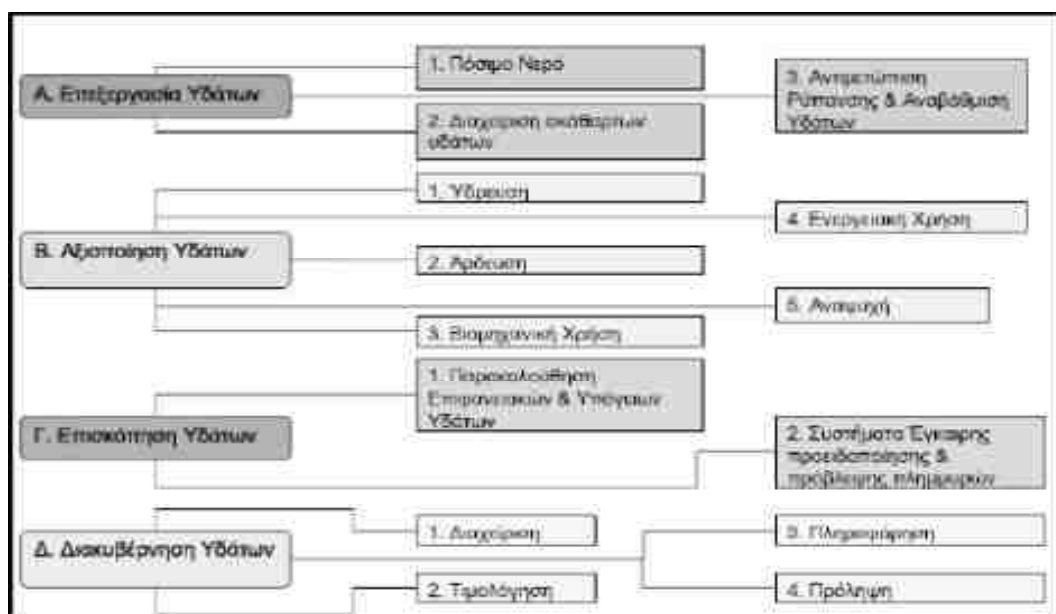 Α. Επεξεργασία Υδάτων
1. Πόσιμο Νερό
2. Διαχείριση ακάθαρτων
υδάτων
3. Αντιμετώπιση
Ρύπανσης & Αναβάθμιση
Υδάτων
Β. Αξιοποίηση Υδάτων
1. Υδρευση
2. Αρδευση
3. Βιομηχανική Χρήση
4. Ενεργειακή Χρήση
5. Αναψυχή
Γ. Επισκόπηση Υδάτων
1. Παρακολούθηση
Επιφανειακών & Υπόγειων
Υδάτων
2. Συστήματα Έγκαιρης
προειδοποίησης &
πρόβλεψης πλημμυρών
Δ. Διακυβέρνηση Υδάτων
1. Διαχείριση
2. Τιμολόγηση
3. Πληροφόρηση
4. Πρόληψη